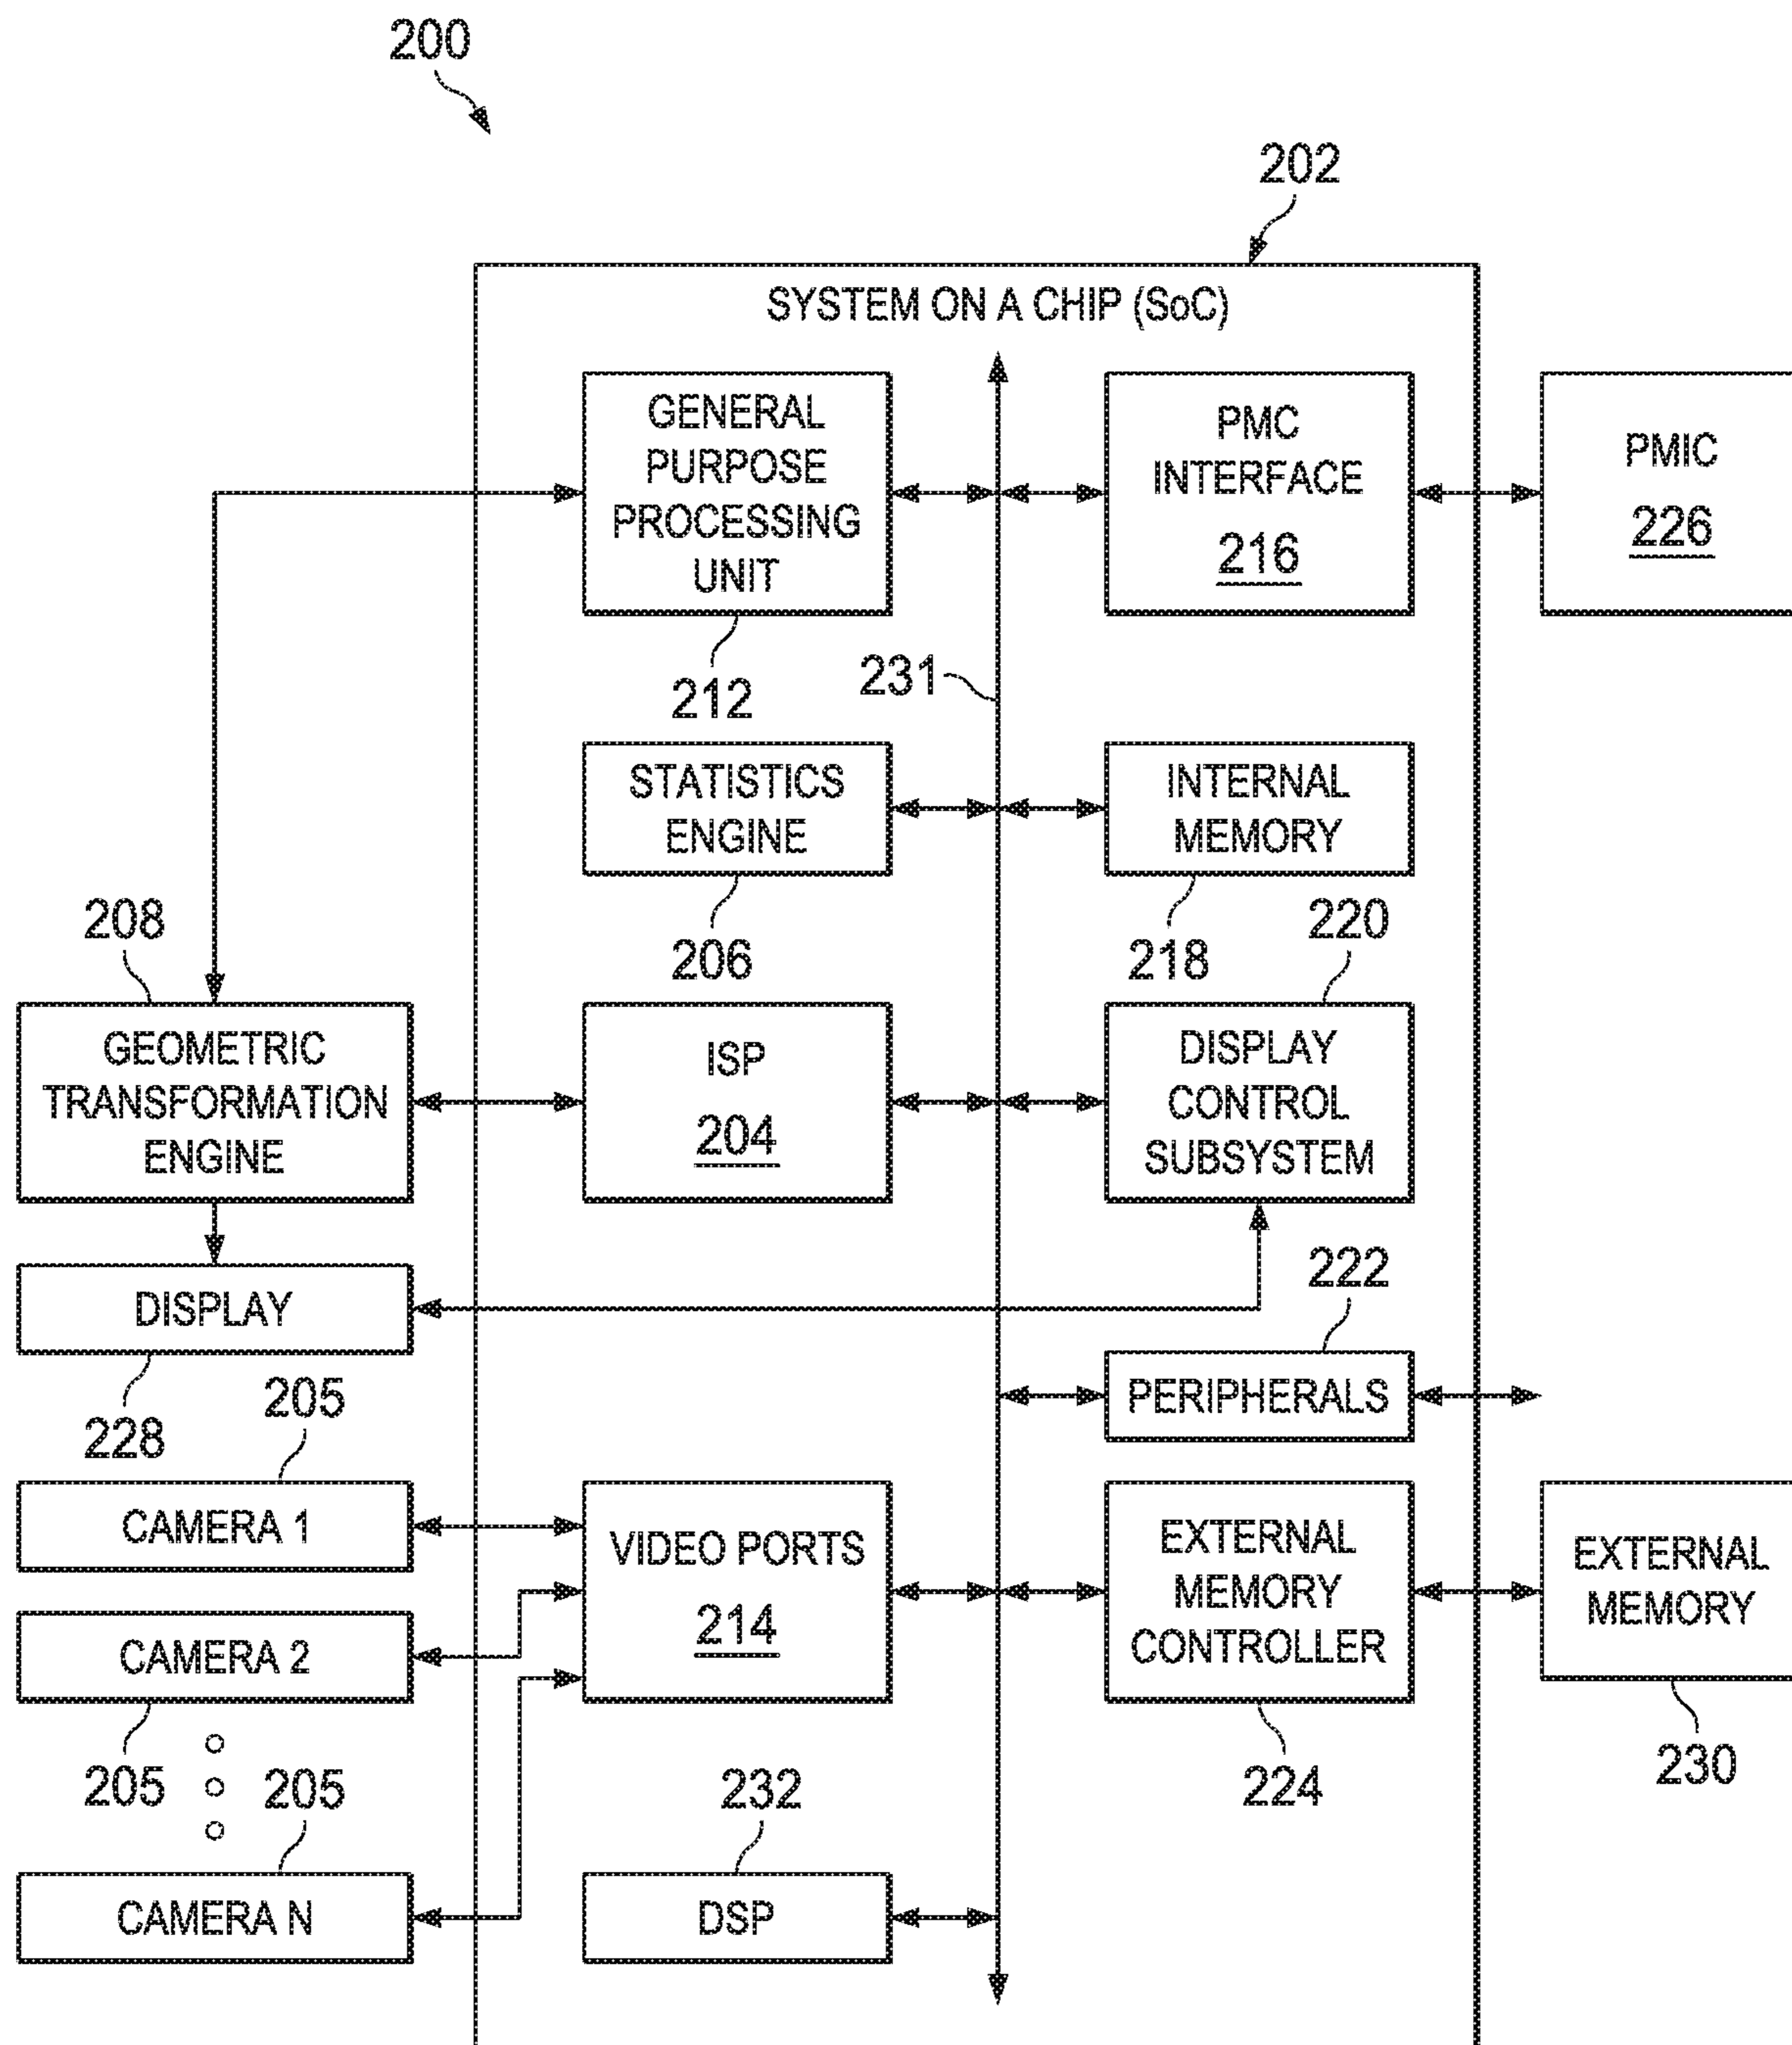 200
202
SYSTEM ON A CHIP (SoC)
GENERAL
PURPOSE
PROCESSING
UNIT
212
PMC
INTERFACE
216
PMIC
226
231
STATISTICS
ENGINE
206
INTERNAL
MEMORY
218
208
GEOMETRIC
TRANSFORMATION
ENGINE
ISP
204
220
DISPLAY
CONTROL
SUBSYSTEM
DISPLAY
228
222
PERIPHERALS
205
CAMERA 1
VIDEO PORTS
214
EXTERNAL
MEMORY
CONTROLLER
224
EXTERNAL
MEMORY
230
CAMERA 2
205
205
CAMERA N
232
DSP